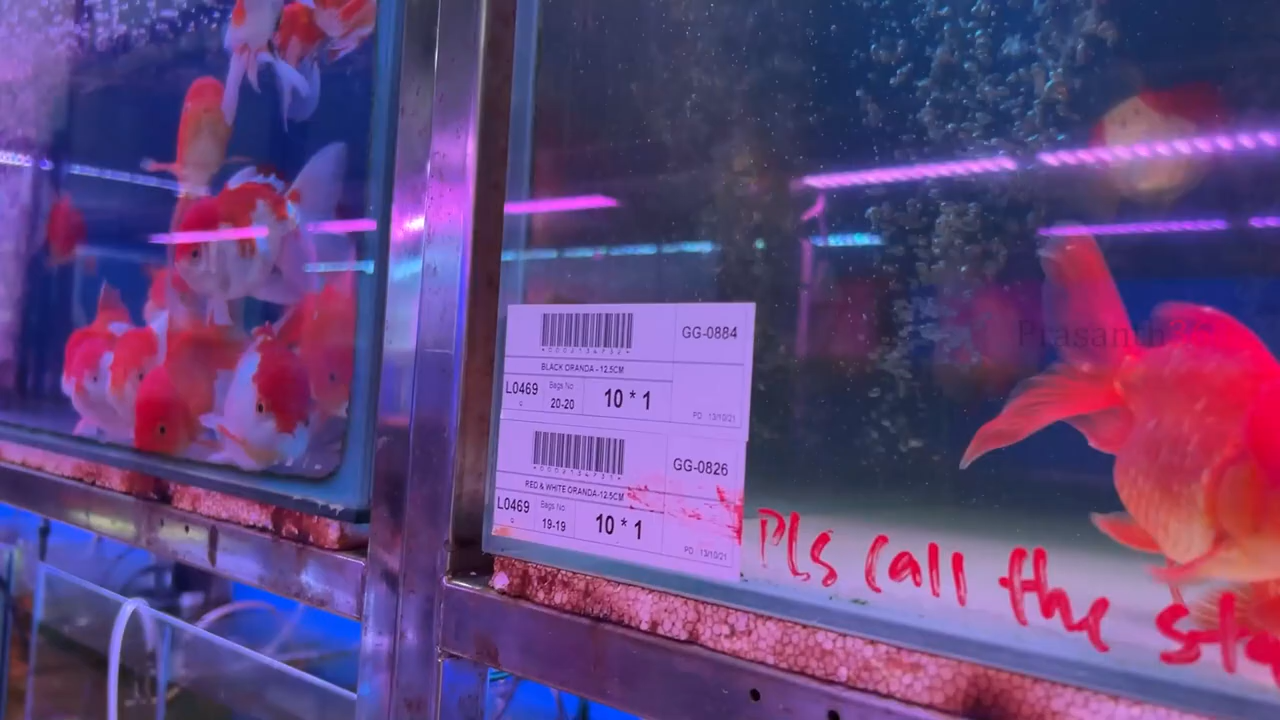 GG-0884
BLACK ORANDA - 12.5CM
L0469
Bags No
20-20
10 * 1
PD 13/10/21
GG-0826
RED & WHITE ORANDA-12.5CM
L0469
Bags No
19-19
10 * 1
PD 13/10/21
Pls call the sta
Prasanth